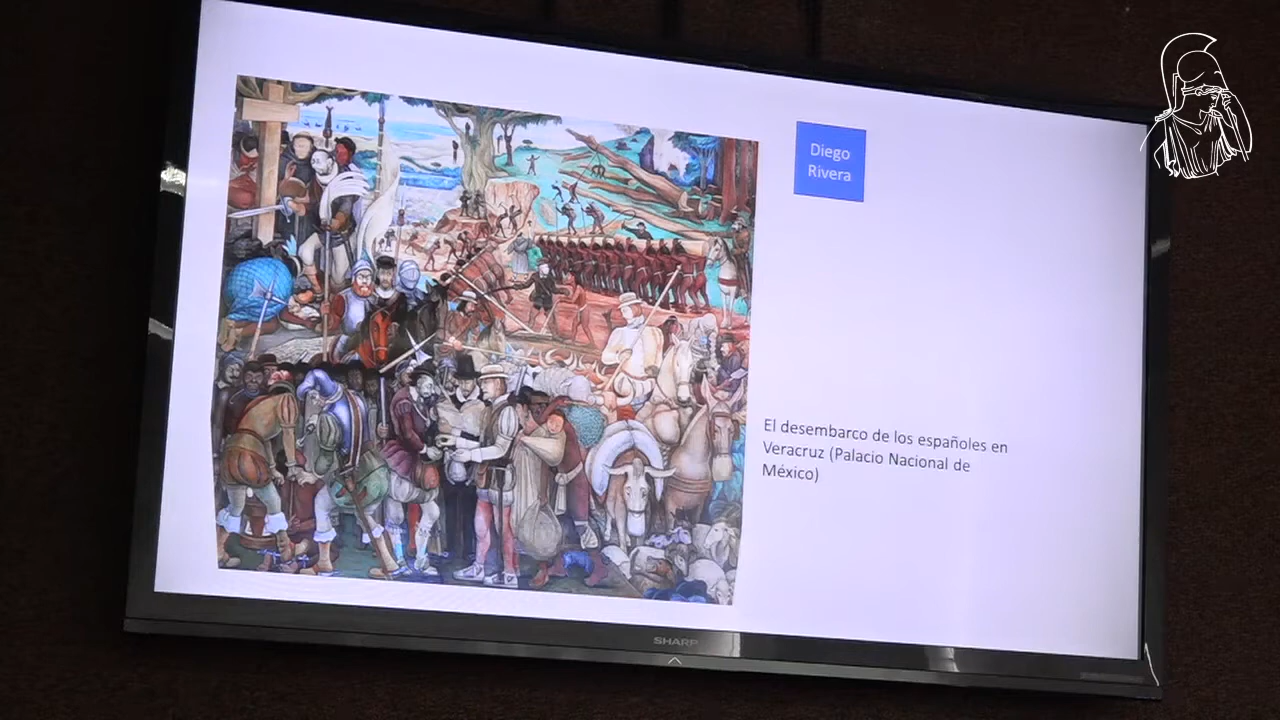 Diego
Rivera
El desembarco de los españoles en
Veracruz (Palacio Nacional de
México)
SHARP